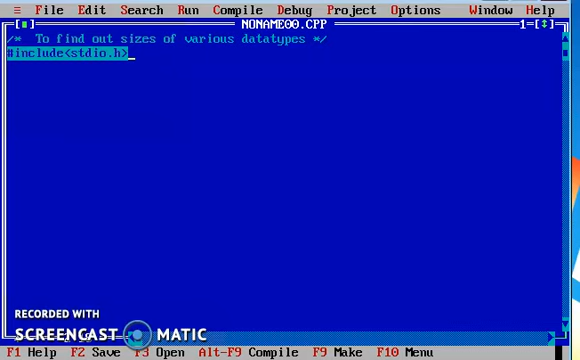 ≡ File Edit Search Run Compile Debug Project Options Window Help
[■] NONAME00.CPP 1=[↕]
/* To find out sizes of various datatypes */
#include<stdio.h>_
RECORDED WITH
SCREENCAST MATIC
F1 Help F2 Save F3 Open Alt-F9 Compile F9 Make F10 Menu